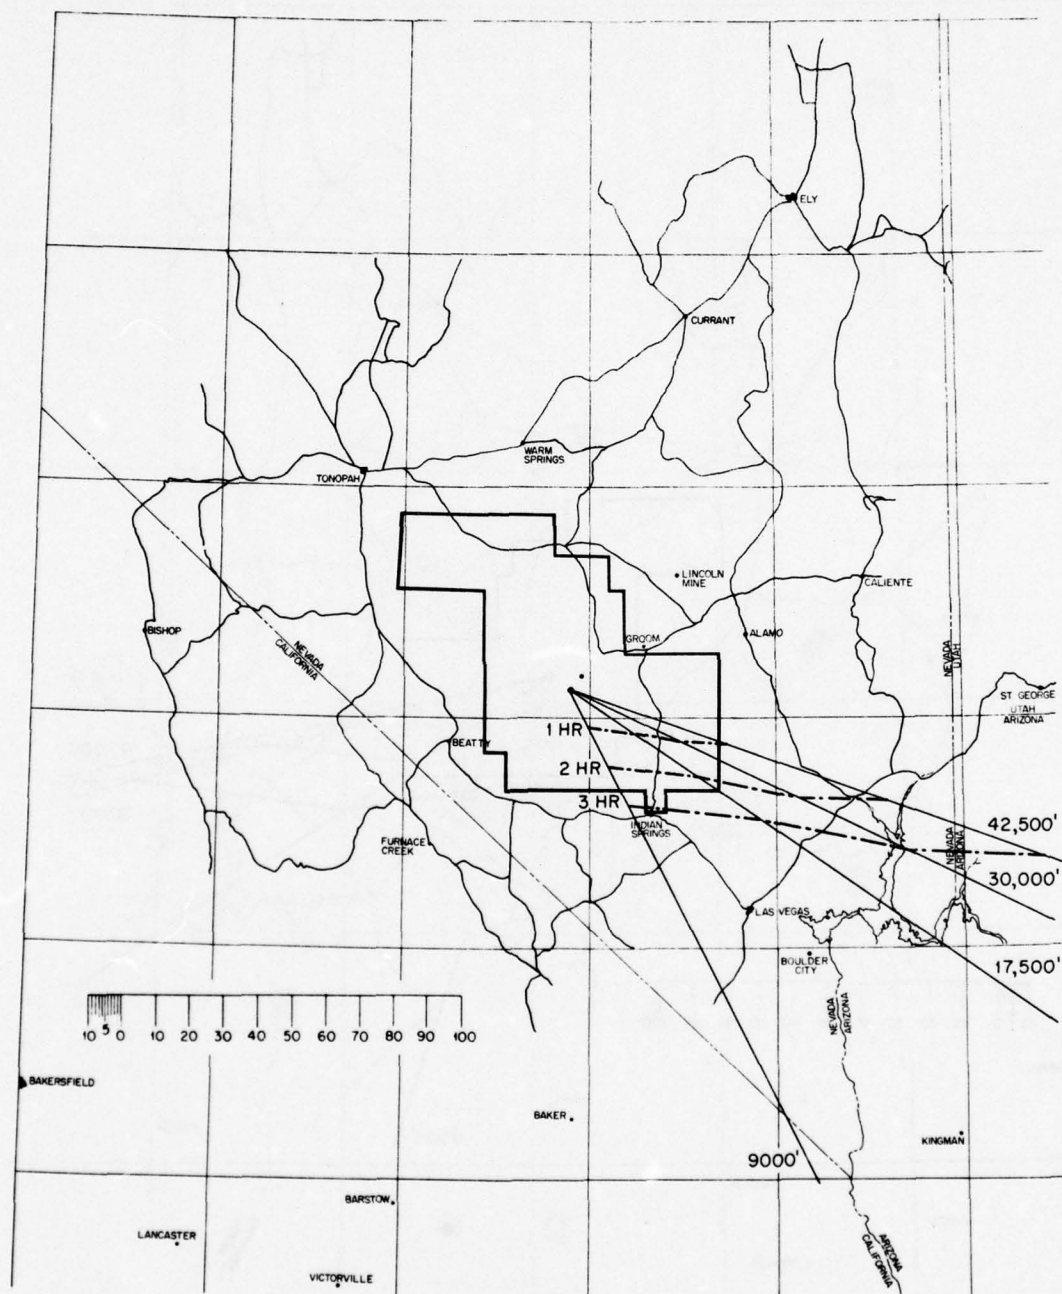 ELY
CURRANT
WARM
SPRINGS
TONOPAH
LINCOLN
MINE
CALIENTE
BISHOP
GROOM
ALAMO
NEVADA
CALIFORNIA
NEVADA
UTAH
ST GEORGE
UTAH
ARIZONA
1 HR
BEATTY
2 HR
3 HR
INDIAN
SPRINGS
42,500'
FURNACE
CREEK
NEVADA
ARIZONA
30,000'
LAS VEGAS
BOULDER
CITY
17,500'
NEVADA
ARIZONA
10 5 0 10 20 30 40 50 60 70 80 90 100
BAKERSFIELD
BAKER
KINGMAN
9000'
BARSTOW
LANCASTER
ARIZONA
CALIFORNIA
VICTORVILLE